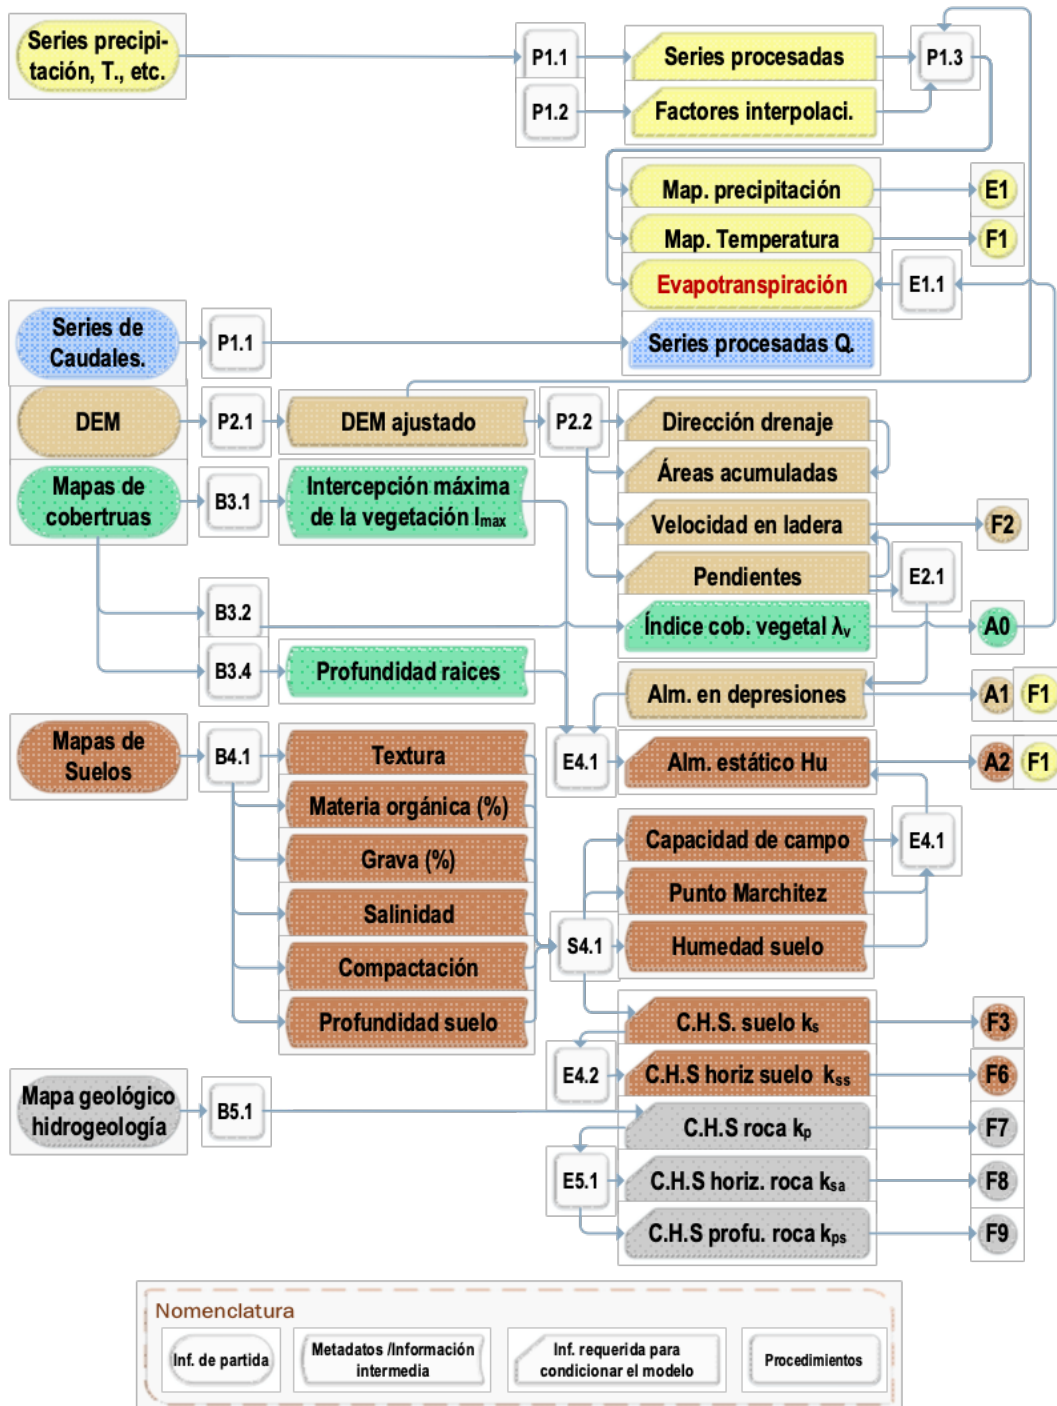 Series precipi-
tación, T., etc.
P1.1
Series procesadas
P1.3
P1.2
Factores interpolaci.
Map. precipitación
E1
Map. Temperatura
F1
Evapotranspiración
E1.1
Series de
Caudales.
P1.1
Series procesadas Q.
DEM
P2.1
DEM ajustado
P2.2
Dirección drenaje
Áreas acumuladas
Mapas de
cobertruas
B3.1
Intercepción máxima
de la vegetación Imax
Velocidad en ladera
F2
Pendientes
E2.1
B3.2
Índice cob. vegetal λv
A0
B3.4
Profundidad raices
Alm. en depresiones
A1
F1
Mapas de
Suelos
B4.1
Textura
E4.1
Alm. estático Hu
A2
F1
Materia orgánica (%)
Capacidad de campo
E4.1
Grava (%)
Punto Marchitez
Salinidad
S4.1
Humedad suelo
Compactación
Profundidad suelo
C.H.S. suelo ks
F3
E4.2
C.H.S horiz suelo kss
F6
Mapa geológico
hidrogeología
B5.1
C.H.S roca kp
F7
E5.1
C.H.S horiz. roca ksa
F8
C.H.S profu. roca kps
F9
Nomenclatura
Inf. de partida
Metadatos /Información
intermedia
Inf. requerida para
condicionar el modelo
Procedimientos